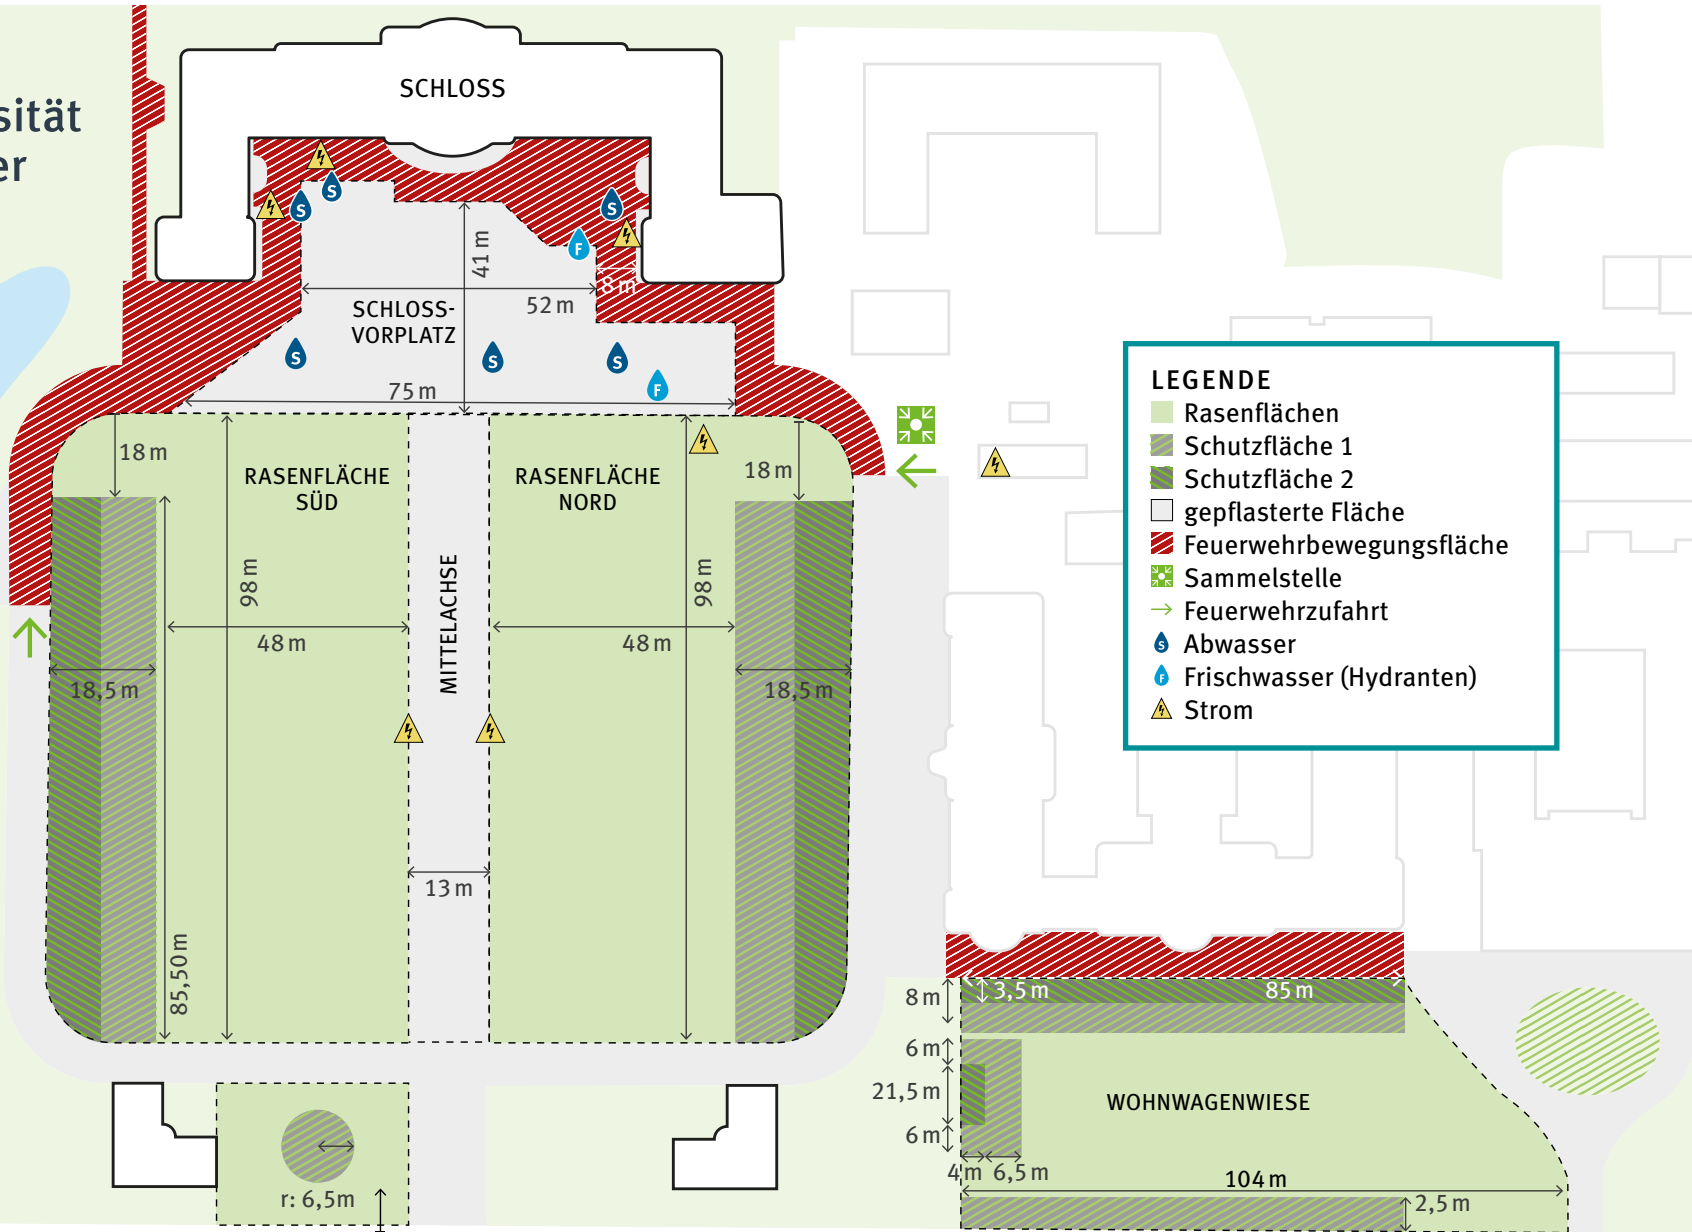 sität
er
SCHLOSS
S
S
S
F
41 m
8 m
52 m
SCHLOSS-
VORPLATZ
S
S
S
F
75 m
18 m
RASENFLÄCHE
SÜD
RASENFLÄCHE
NORD
18 m
98 m
MITTELACHSE
98 m
48 m
48 m
18,5 m
18,5 m
13 m
85,50 m
r: 6,5m
LEGENDE
Rasenflächen
Schutzfläche 1
Schutzfläche 2
gepflasterte Fläche
Feuerwehrbewegungsfläche
Sammelstelle
Feuerwehrzufahrt
S Abwasser
F Frischwasser (Hydranten)
Strom
8 m
3,5 m
85 m
6 m
21,5 m
6 m
4 m
6,5 m
WOHNWAGENWIESE
104 m
2,5 m